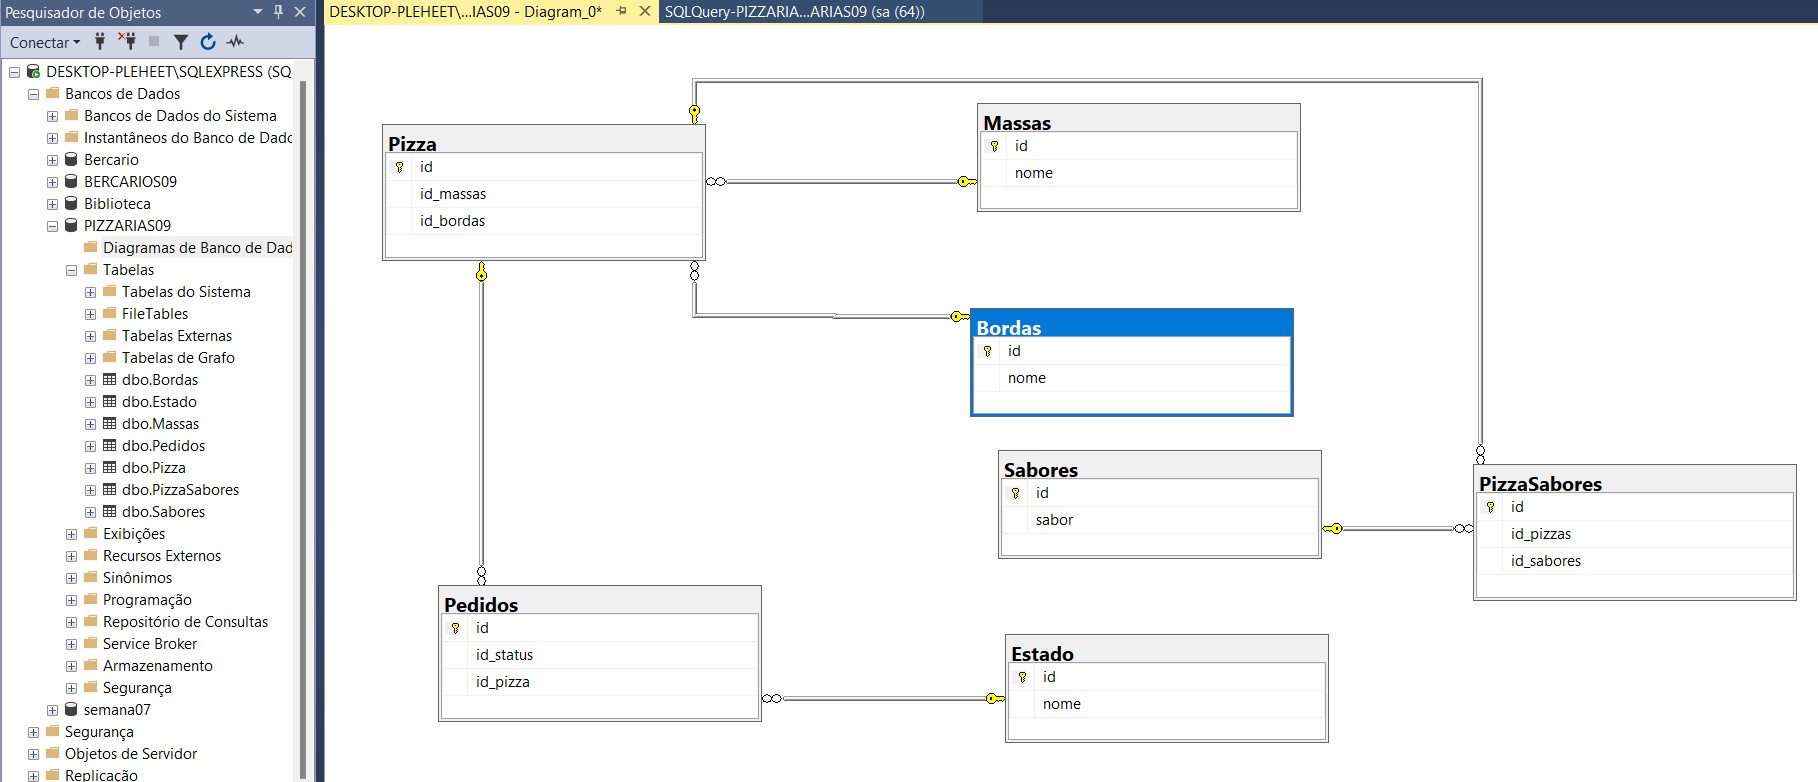 Pesquisador de Objetos
Conectar
DESKTOP-PLEHEET\SQLEXPRESS (SQ
Bancos de Dados
Bancos de Dados do Sistema
Instantâneos do Banco de Dado
Bercario
BERCARIOS09
Biblioteca
PIZZARIAS09
Diagramas de Banco de Dad
Tabelas
Tabelas do Sistema
FileTables
Tabelas Externas
Tabelas de Grafo
dbo.Bordas
dbo.Estado
dbo.Massas
dbo.Pedidos
dbo.Pizza
dbo.PizzaSabores
dbo.Sabores
Exibições
Recursos Externos
Sinônimos
Programação
Repositório de Consultas
Service Broker
Armazenamento
Segurança
semana07
Segurança
Objetos de Servidor
Replicação
DESKTOP-PLEHEET\...IAS09 - Diagram_0*
SQLQuery-PIZZARIA...ARIAS09 (sa (64))
Pizza
id
id_massas
id_bordas
Massas
id
nome
Bordas
id
nome
Sabores
id
sabor
PizzaSabores
id
id_pizzas
id_sabores
Pedidos
id
id_status
id_pizza
Estado
id
nome